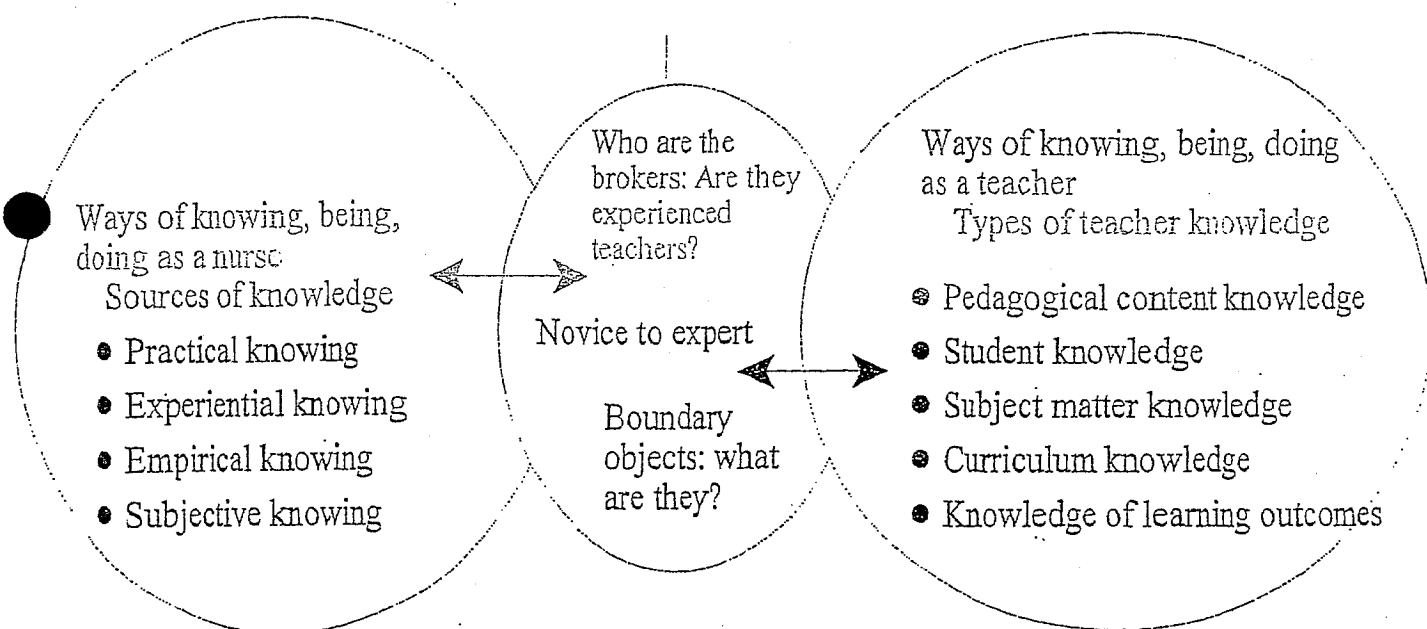 Ways of knowing, being,
doing as a nurse
Sources of knowledge
• Practical knowing
• Experiential knowing
• Empirical knowing
• Subjective knowing
Who are the
brokers: Are they
experienced
teachers?
Novice to expert
Boundary
objects: what
are they?
Ways of knowing, being, doing
as a teacher
Types of teacher knowledge
• Pedagogical content knowledge
• Student knowledge
• Subject matter knowledge
• Curriculum knowledge
• Knowledge of learning outcomes